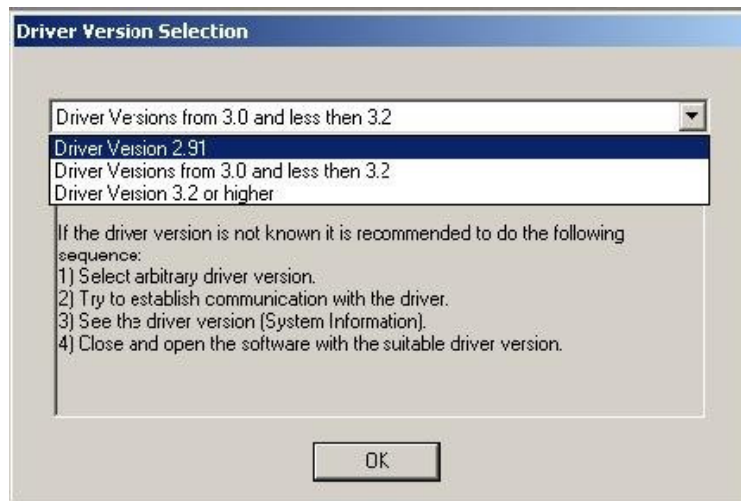 Driver Version Selection
Driver Versions from 3.0 and less then 3.2
Driver Version 2.91
Driver Versions from 3.0 and less then 3.2
Driver Version 3.2 or higher
If the driver version is not known it is recommended to do the following
sequence:
1) Select arbitrary driver version.
2) Try to establish communication with the driver.
3) See the driver version (System Information).
4) Close and open the software with the suitable driver version.
OK